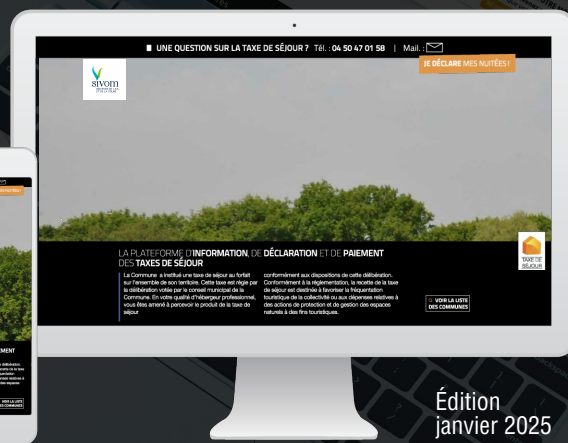 UNE QUESTION SUR LA TAXE DE SÉJOUR ? Tél. : 04 50 47 01 58 | Mail. :
JE DÉCLARE MES NUITÉES !
sivom
LA PLATEFORME D'INFORMATION, DE DÉCLARATION ET DE PAIEMENT
DES TAXES DE SÉJOUR
La Commune a institué une taxe de séjour au forfait
sur l'ensemble de son territoire. Cette taxe est régie par
la délibération votée par le conseil municipal de la
Commune. En votre qualité d'hébergeur professionnel,
vous êtes amené à percevoir le produit de la taxe de
séjour
conformément aux dispositions de cette délibération.
Conformément à la réglementation, la recette de la taxe
de séjour est destinée à favoriser la fréquentation
touristique de la collectivité ou aux dépenses relatives à
des actions de protection et de gestion des espaces
naturels à des fins touristiques.
TAXE DE
SÉJOUR
VOIR LA LISTE
DES COMMUNES
EMENT
VOIR LA LISTE
DES COMMUNES
Édition
janvier 2025